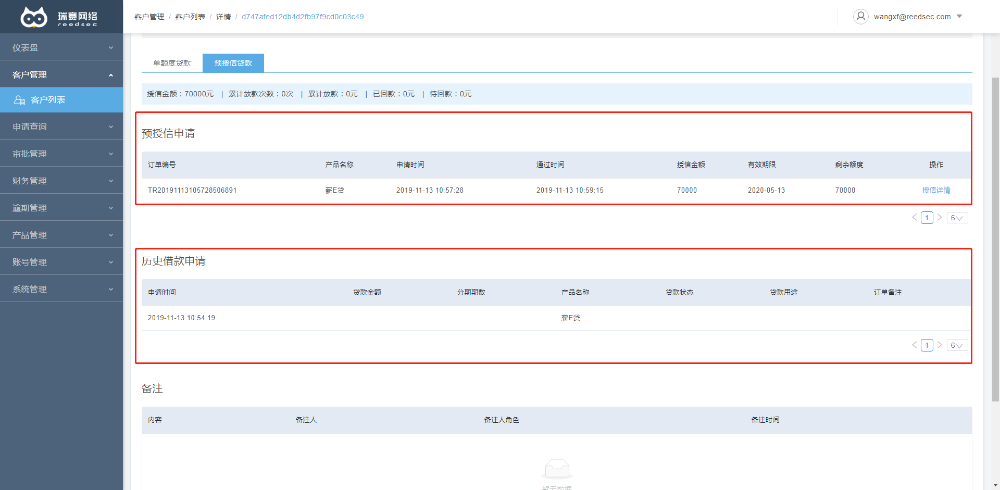 瑞赛网络
reedsec
客户管理 / 客户列表 / 详情 / d747afed12db4d2fb97f9cd0c03c49
wangxf@reedsec.com
仪表盘
客户管理
客户列表
申请查询
审批管理
财务管理
逾期管理
产品管理
账号管理
系统管理
单额度贷款 预授信贷款
授信金额：70000元 | 累计放款次数：0次 | 累计放款：0元 | 已回款：0元 | 待回款：0元
预授信申请
订单编号 产品名称 申请时间 通过时间 授信金额 有效期限 剩余额度 操作
TR20191113105728506891 薪E贷 2019-11-13 10:57:28 2019-11-13 10:59:15 70000 2020-05-13 70000 授信详情
1 6
历史借款申请
申请时间 贷款金额 分期期数 产品名称 贷款状态 贷款用途 订单备注
2019-11-13 10:54:19 薪E贷
1 6
备注
内容 备注人 备注人角色 备注时间
暂无数据